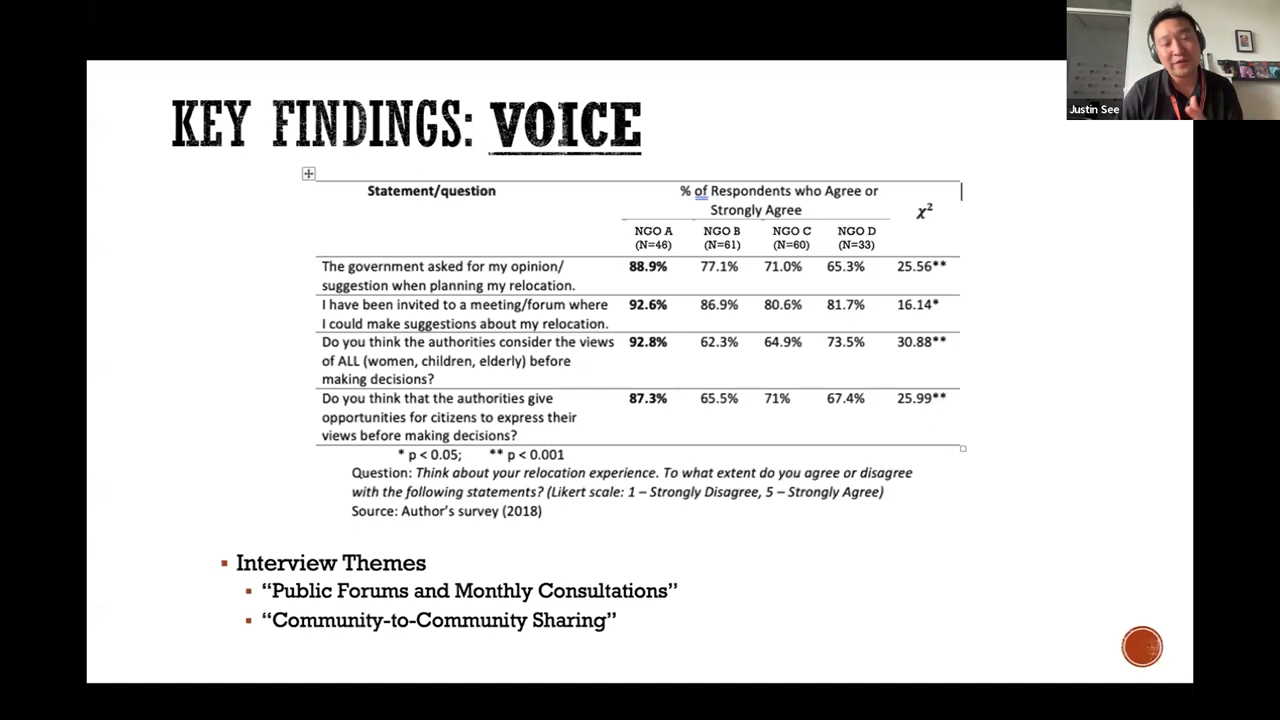 Justin See
KEY FINDINGS: VOICE
Statement/question
% of Respondents who Agree or
Strongly Agree
χ²
NGO A
(N=46)
NGO B
(N=61)
NGO C
(N=60)
NGO D
(N=33)
The government asked for my opinion/
suggestion when planning my relocation.
88.9% 77.1% 71.0% 65.3% 25.56**
I have been invited to a meeting/forum where
I could make suggestions about my relocation.
92.6% 86.9% 80.6% 81.7% 16.14*
Do you think the authorities consider the views
of ALL (women, children, elderly) before
making decisions?
92.8% 62.3% 64.9% 73.5% 30.88**
Do you think that the authorities give
opportunities for citizens to express their
views before making decisions?
87.3% 65.5% 71% 67.4% 25.99**
* p < 0.05; ** p < 0.001
Question: Think about your relocation experience. To what extent do you agree or disagree
with the following statements? (Likert scale: 1 – Strongly Disagree, 5 – Strongly Agree)
Source: Author's survey (2018)
Interview Themes
“Public Forums and Monthly Consultations”
“Community-to-Community Sharing”